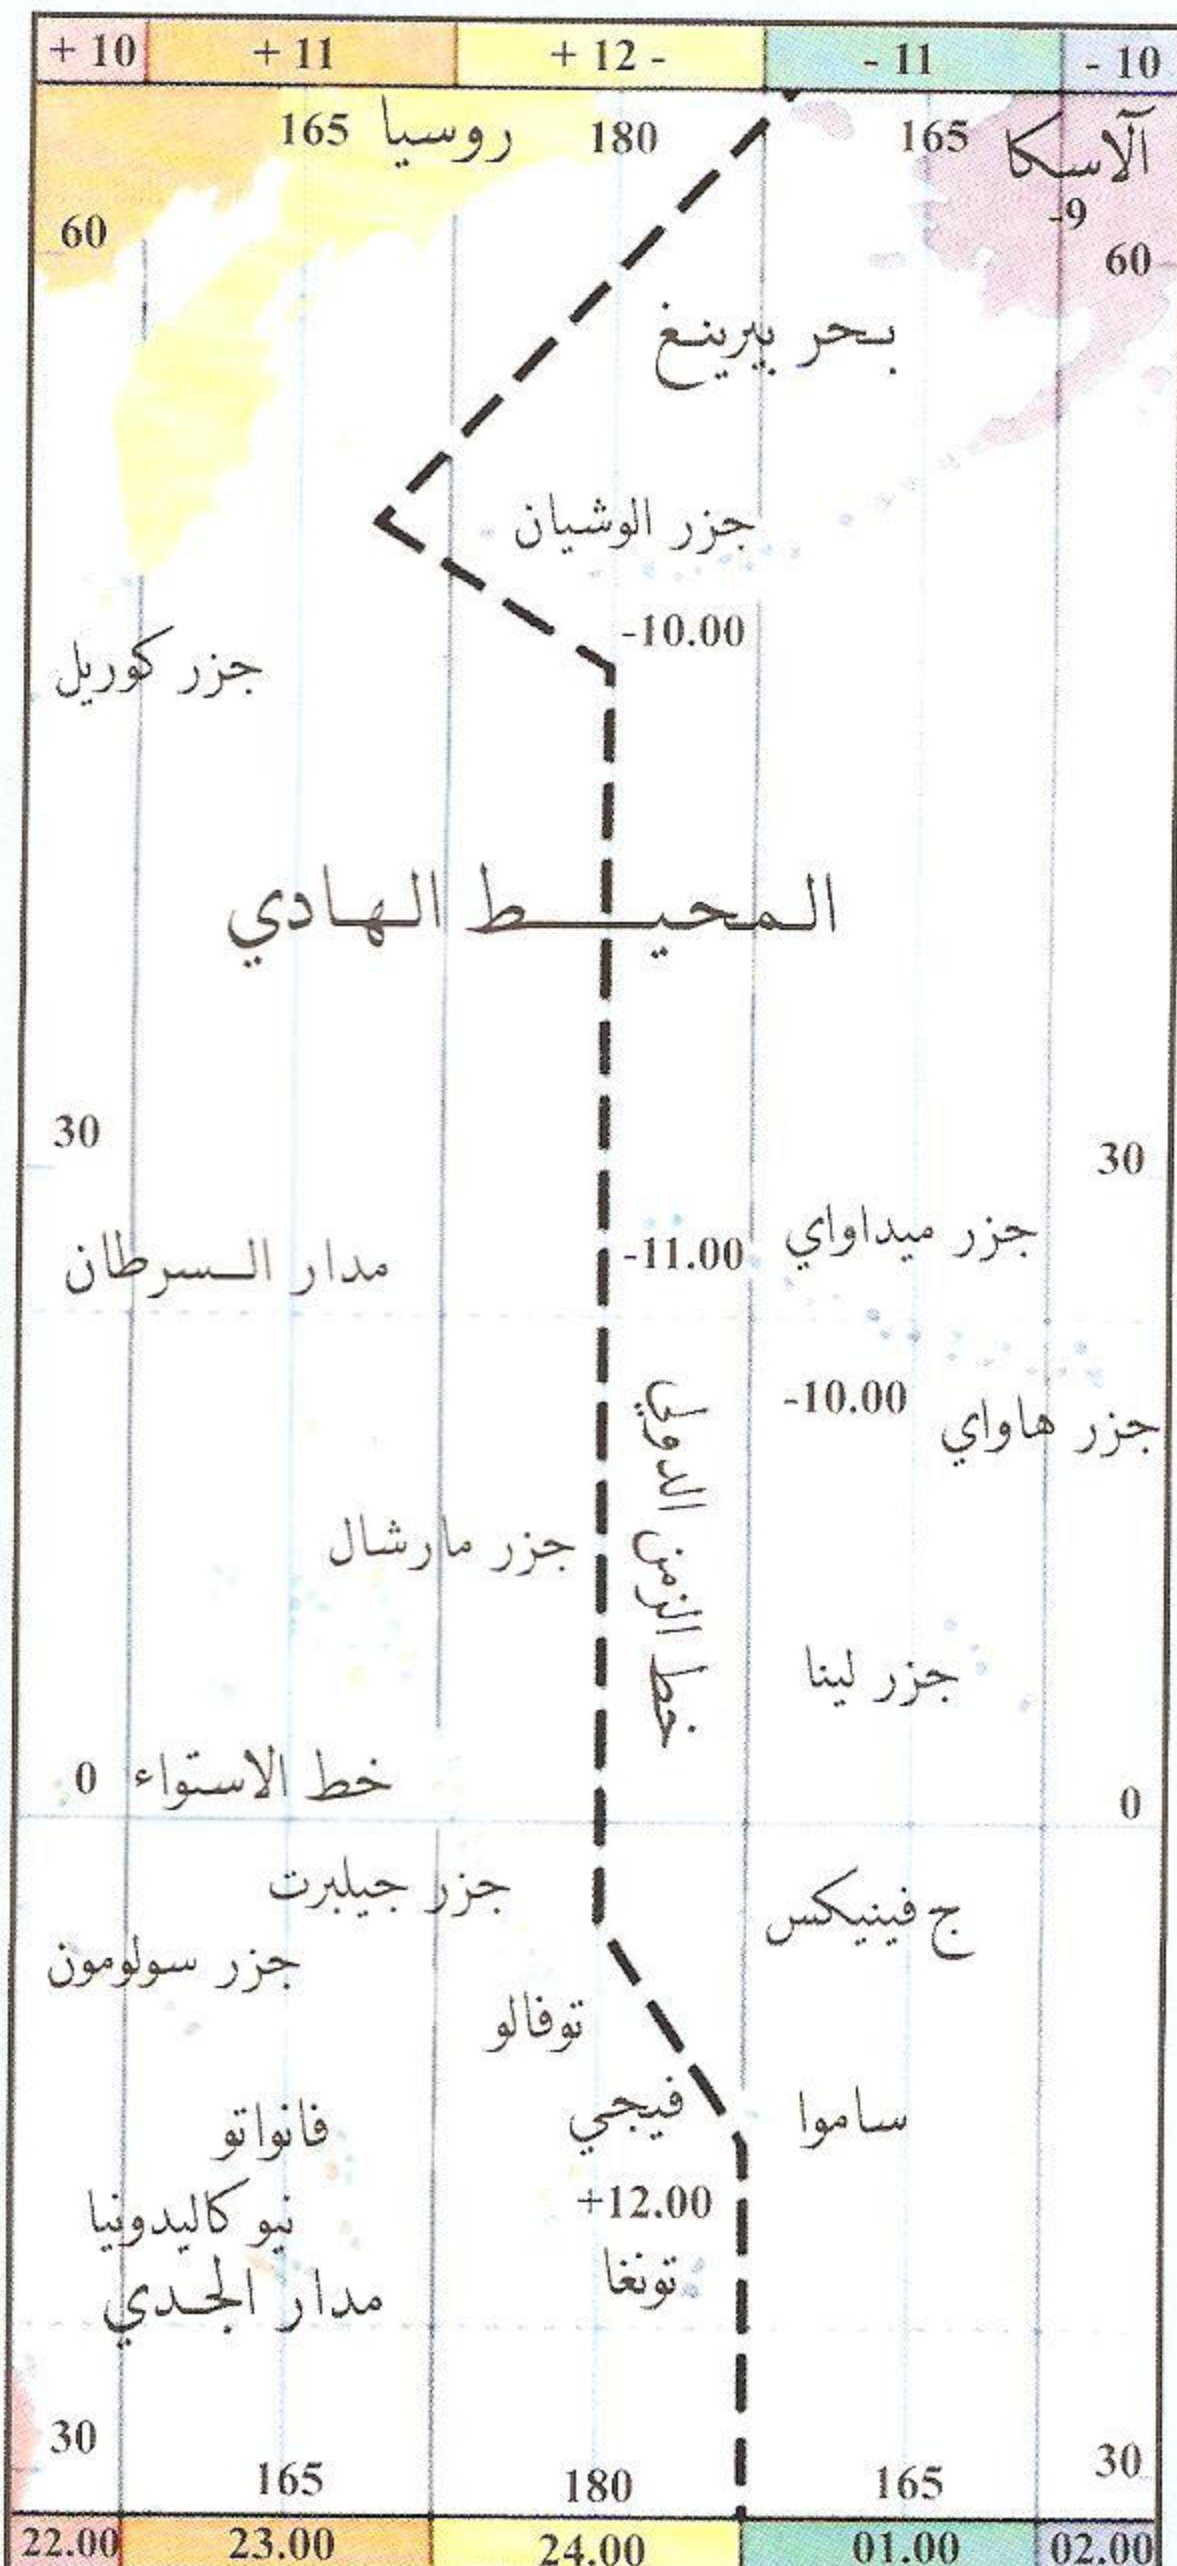 + 10 + 11 + 12 - - 11 - 10
165 روسيا 180 165 آلاسكا
-9
60 60
بحر بيرينغ
جزر الوشيان
-10.00
جزر كوريل
المحيط الهادي
30 30
جزر ميداواي
-11.00
مدار السرطان
-10.00
جزر هاواي
خط الزمن الدولي
جزر مارشال
جزر لينا
0 خط الاستواء 0
جزر جيلبرت
ج فينيكس
جزر سولومون
توفالو
فيجي
ساموا
فانواتو
+12.00
نيو كاليدونيا
تونغا
مدار الجدي
30 30
165 180 165
22.00 23.00 24.00 01.00 02.00